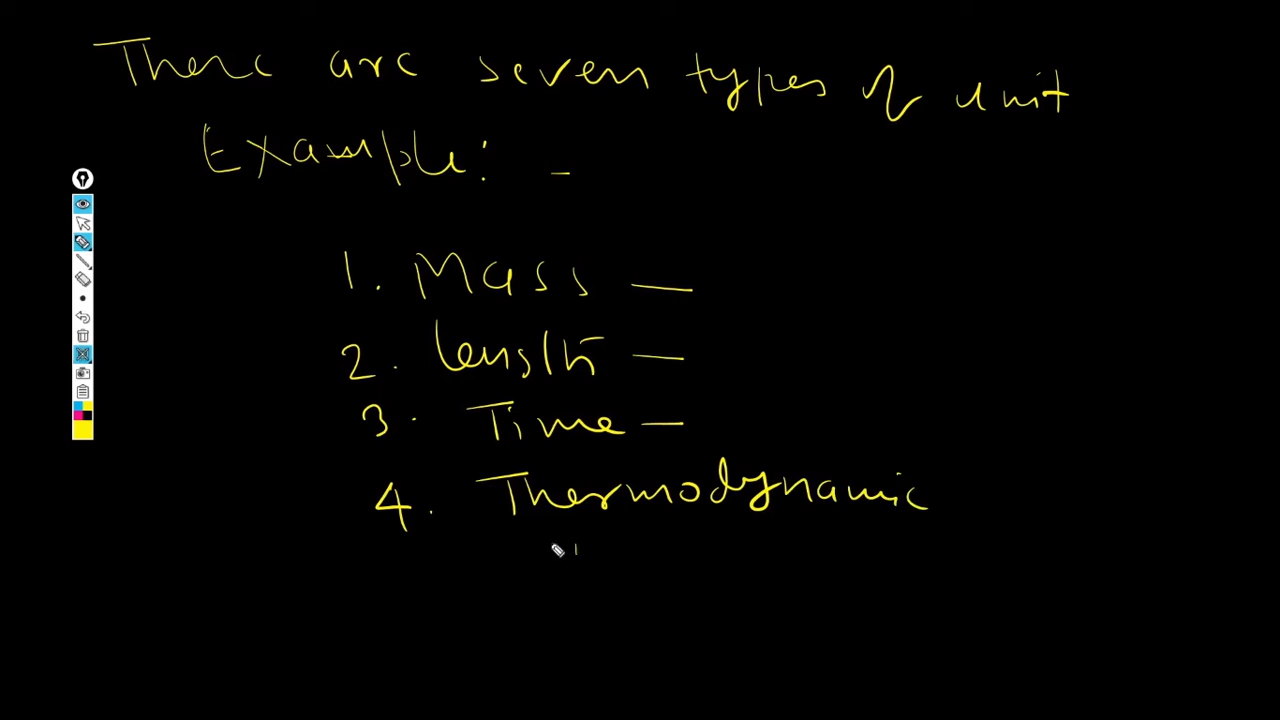 There are seven types of unit
Example: -
1. Mass —
2. length —
3. Time —
4. Thermodynamic